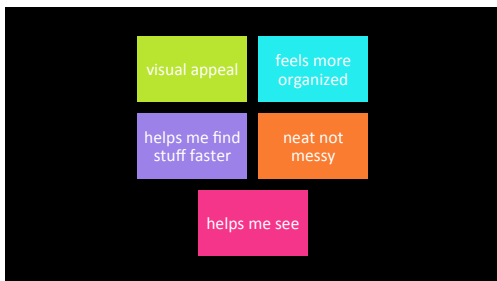 visual appeal
feels more
organized
helps me find
stuff faster
neat not
messy
helps me see